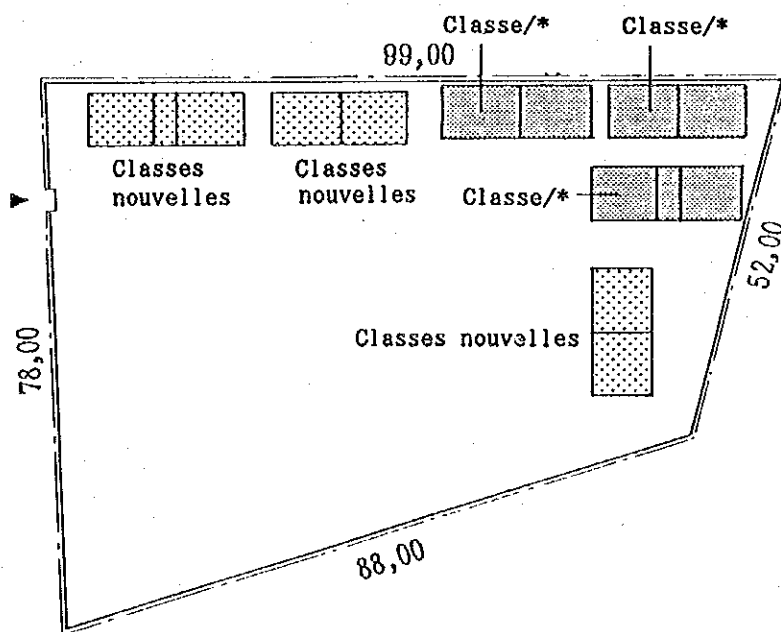 Classe/* Classe/*
99,00
Classes
nouvelles
Classes
nouvelles
Classe/*
52,00
78,00
Classes nouvelles
88,00